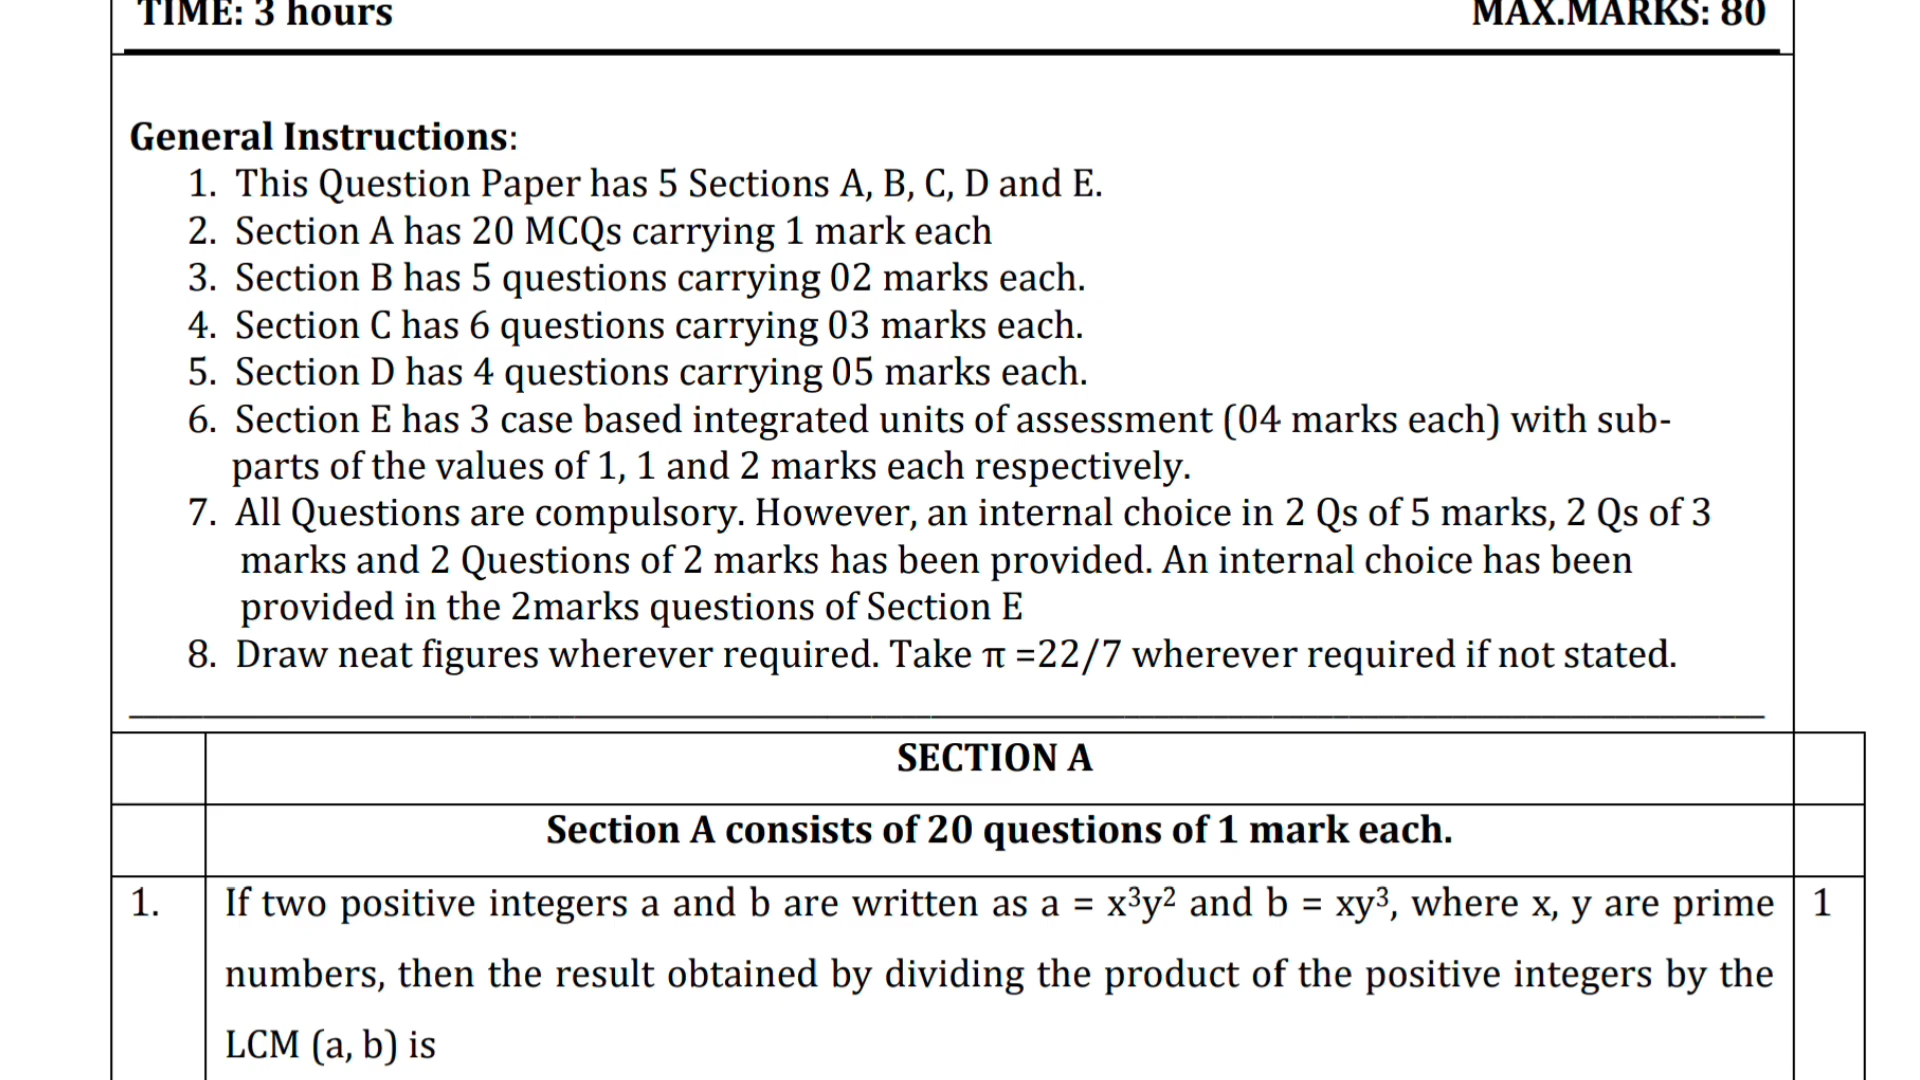 TIME: 3 hours MAX.MARKS: 80
General Instructions:
1. This Question Paper has 5 Sections A, B, C, D and E.
2. Section A has 20 MCQs carrying 1 mark each
3. Section B has 5 questions carrying 02 marks each.
4. Section C has 6 questions carrying 03 marks each.
5. Section D has 4 questions carrying 05 marks each.
6. Section E has 3 case based integrated units of assessment (04 marks each) with sub-
parts of the values of 1, 1 and 2 marks each respectively.
7. All Questions are compulsory. However, an internal choice in 2 Qs of 5 marks, 2 Qs of 3
marks and 2 Questions of 2 marks has been provided. An internal choice has been
provided in the 2marks questions of Section E
8. Draw neat figures wherever required. Take π =22/7 wherever required if not stated.
SECTION A
Section A consists of 20 questions of 1 mark each.
1. If two positive integers a and b are written as a = x³y² and b = xy³, where x, y are prime 1
numbers, then the result obtained by dividing the product of the positive integers by the
LCM (a, b) is